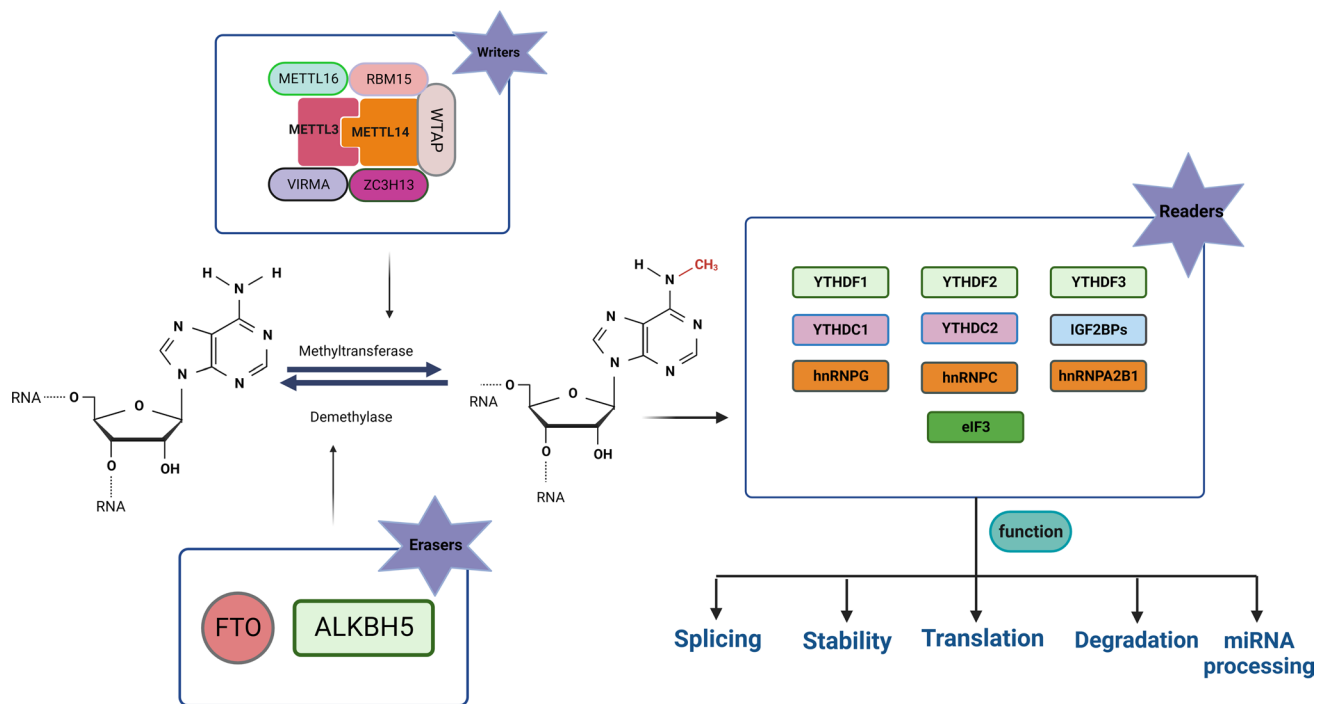 Writers
METTL16
RBM15
METTL3
METTL14
WTAP
VIRMA
ZC3H13
H
H
N
N
N
N
N
RNA
O
O
O
OH
RNA
Methyltransferase
Demethylase
H
CH₃
N
N
N
N
N
RNA
O
O
O
OH
RNA
Erasers
FTO
ALKBH5
Readers
YTHDF1
YTHDF2
YTHDF3
YTHDC1
YTHDC2
IGF2BPs
hnRNPG
hnRNPC
hnRNPA2B1
eIF3
function
Splicing
Stability
Translation
Degradation
miRNA
processing